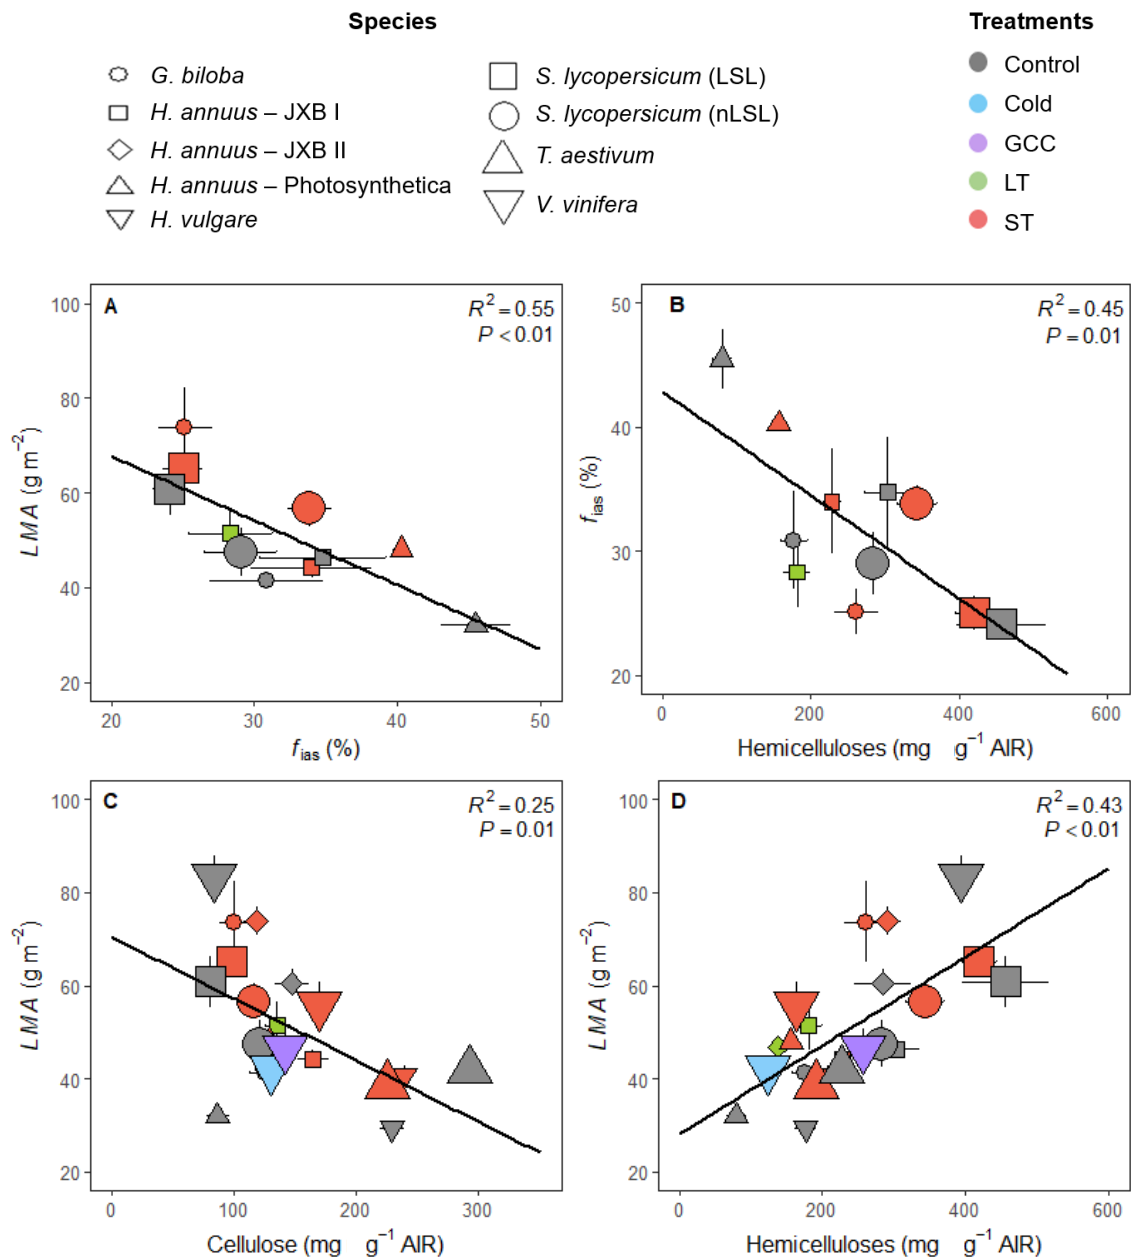 Species
Treatments
G. biloba
H. annuus – JXB I
H. annuus – JXB II
H. annuus – Photosynthetica
H. vulgare
S. lycopersicum (LSL)
S. lycopersicum (nLSL)
T. aestivum
V. vinifera
Control
Cold
GCC
LT
ST
A
R² = 0.55
P < 0.01
LMA (g m⁻²)
100
80
60
40
20
20 30 40 50
f_ias (%)
B
R² = 0.45
P = 0.01
f_ias (%)
50
40
30
20
0 200 400 600
Hemicelluloses (mg g⁻¹ AIR)
C
R² = 0.25
P = 0.01
LMA (g m⁻²)
100
80
60
40
20
0 100 200 300
Cellulose (mg g⁻¹ AIR)
D
R² = 0.43
P < 0.01
LMA (g m⁻²)
100
80
60
40
20
0 200 400 600
Hemicelluloses (mg g⁻¹ AIR)